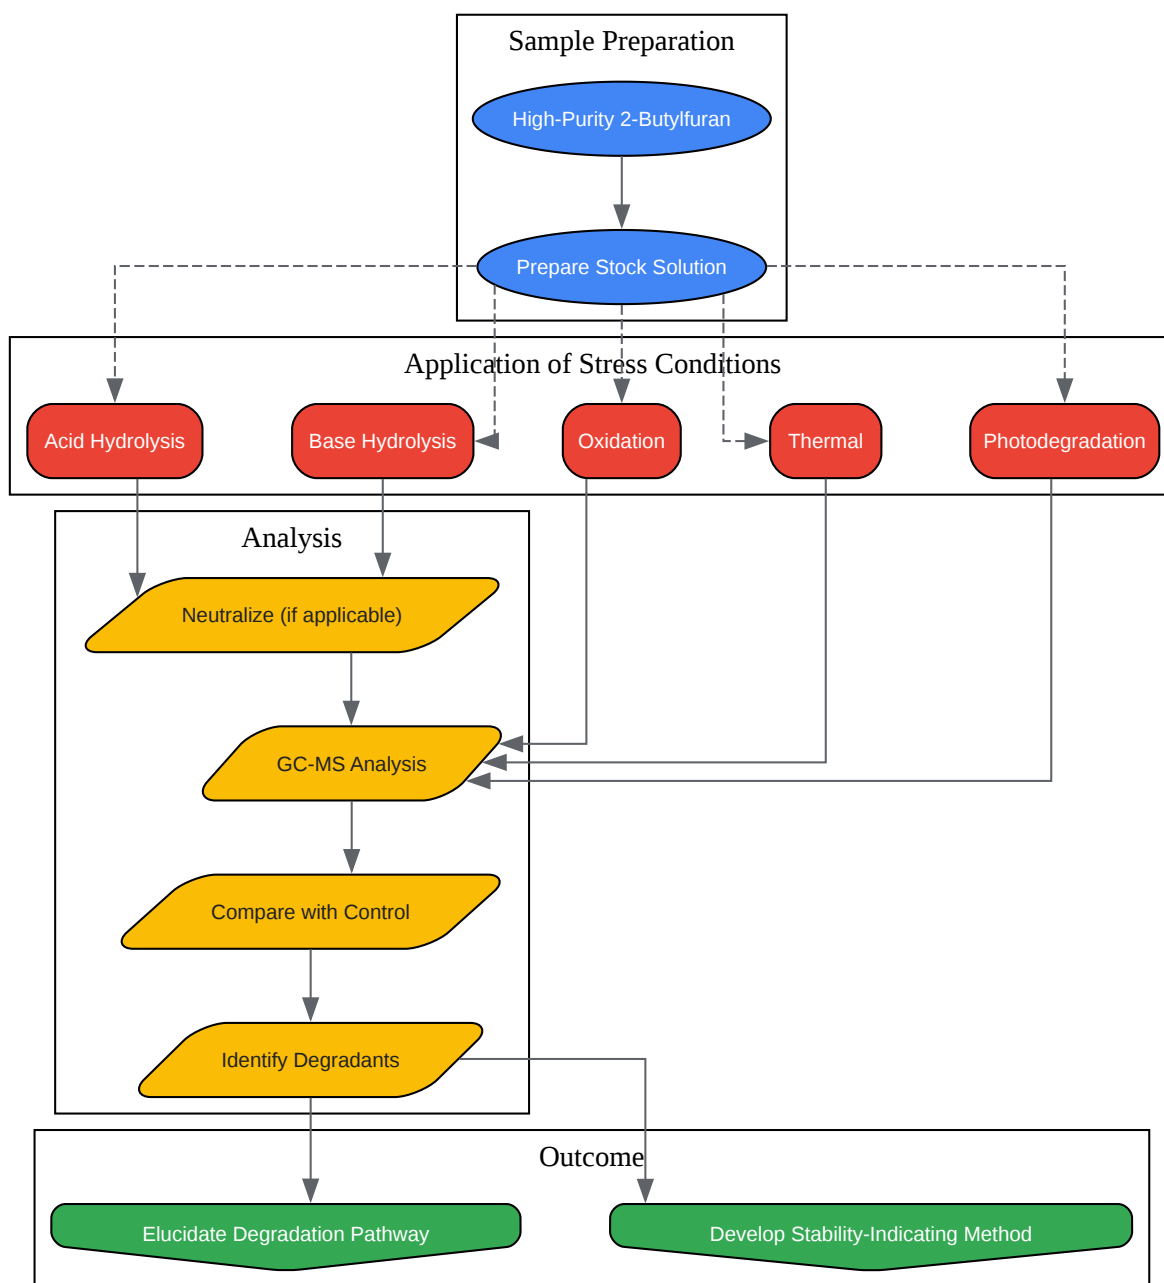 Sample Preparation
High-Purity 2-Butylfuran
Prepare Stock Solution
Application of Stress Conditions
Acid Hydrolysis
Base Hydrolysis
Oxidation
Thermal
Photodegradation
Analysis
Neutralize (if applicable)
GC-MS Analysis
Compare with Control
Identify Degradants
Outcome
Elucidate Degradation Pathway
Develop Stability-Indicating Method